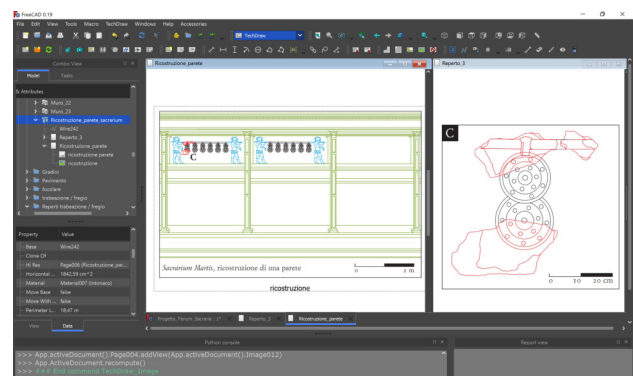 FreeCAD 0.19
File Edit View Tools Macro TechDraw Windows Help Accessories
TechDraw
Combo View
Model Tasks
& Attributes
Muro_22
Muro_23
Ricostruzione_parete_sacrarium
Wire242
Reperto_3
Ricostruzione_parete
ricostruzione parete
ricostruzione
Gradini
Pavimento
focolare
trabeazione / fregio
Reperti trabeazione / fregio
Property Value
Base Wire242
Clone Of
Hi Res Page006 (Ricostruzione_par...
Horizontal ... 1842,59 cm^2
Material Material007 (Intonaco)
Move Base false
Move With ... false
Perimeter L... 18,47 m
View Data
Ricostruzione_parete
C
Sacrarium Martis, ricostruzione di una parete
0 1 m
ricostruzione
Reperto_3
C
0 10 20 cm
Progetto_Forum_Sacraria : 1* Reperto_3 Ricostruzione_parete
Python console
>>> App.activeDocument().Page004.addView(App.activeDocument().Image012)
>>> App.ActiveDocument.recompute()
>>> ### End command TechDraw_Image
Report view